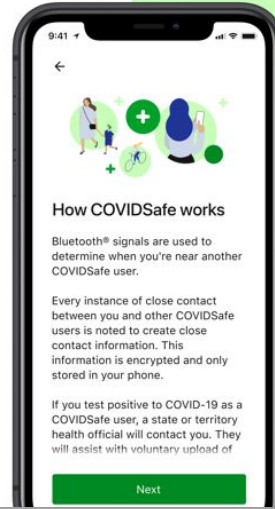 9:41
How COVIDSafe works
Bluetooth® signals are used to
determine when you're near another
COVIDSafe user.
Every instance of close contact
between you and other COVIDSafe
users is noted to create close
contact information. This
information is encrypted and only
stored in your phone.
If you test positive to COVID-19 as a
COVIDSafe user, a state or territory
health official will contact you. They
will assist with voluntary upload of
Next